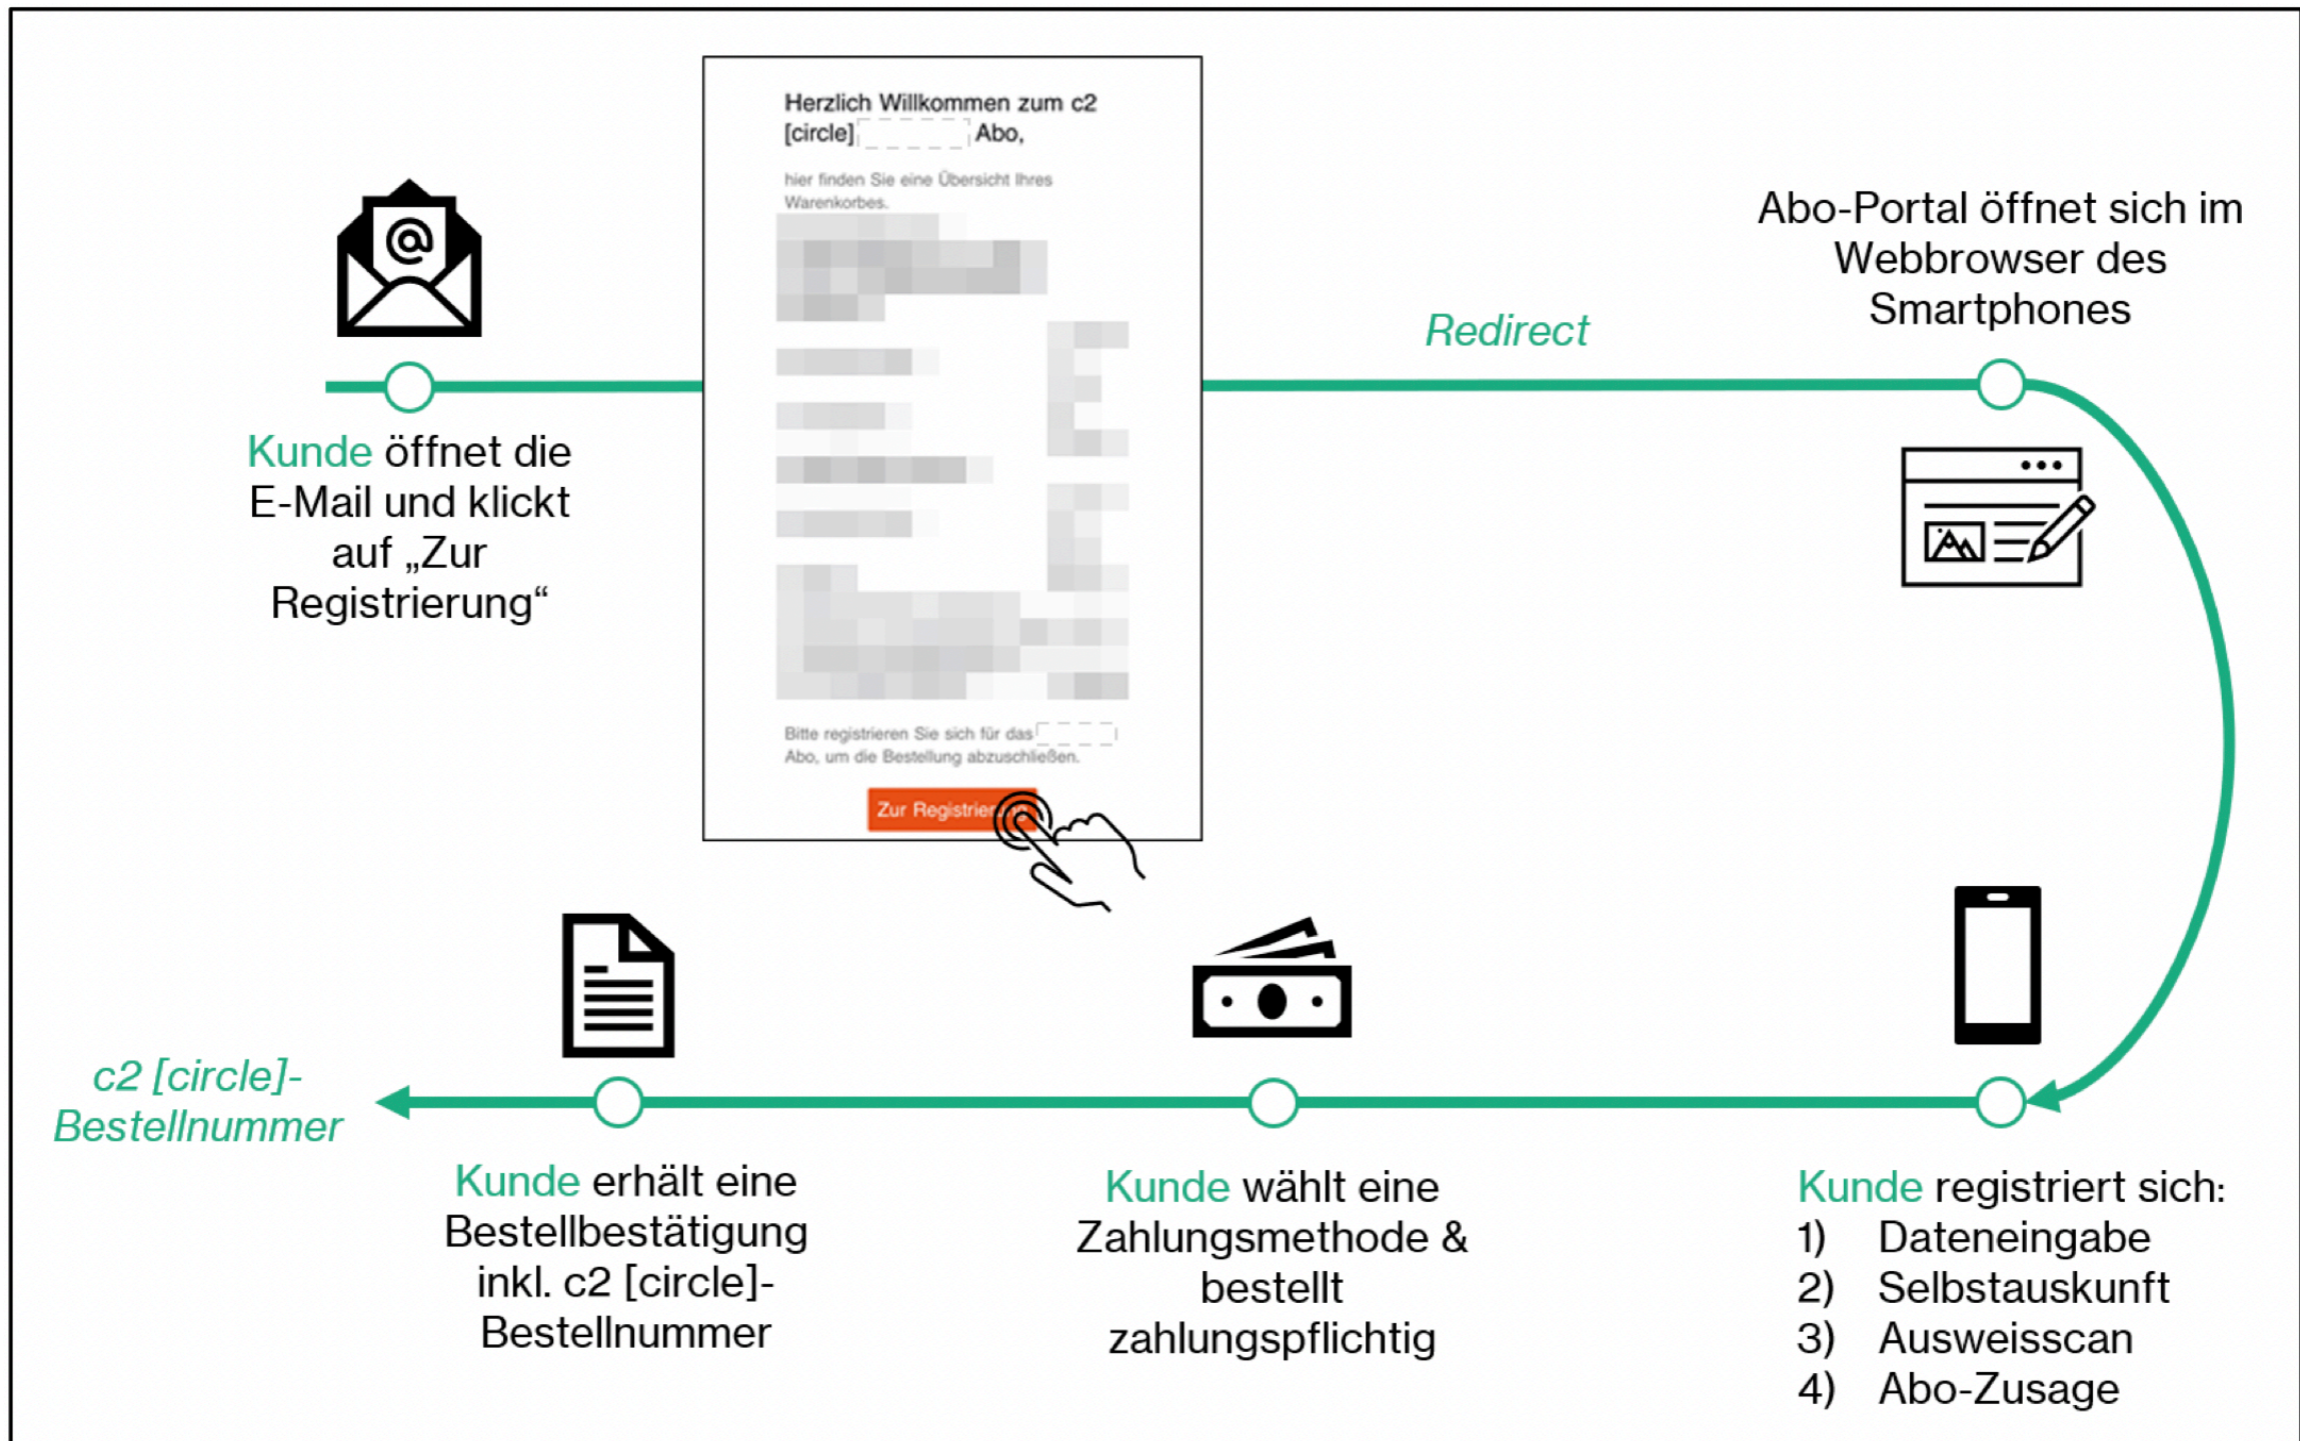 Herzlich Willkommen zum c2
[circle] Abo,
hier finden Sie eine Übersicht Ihres
Warenkorbes.
Bitte registrieren Sie sich für das
Abo, um die Bestellung abzuschließen.
Zur Registrierung
Kunde öffnet die
E-Mail und klickt
auf „Zur
Registrierung“
Redirect
Abo-Portal öffnet sich im
Webbrowser des
Smartphones
Kunde registriert sich:
1) Dateneingabe
2) Selbstauskunft
3) Ausweisscan
4) Abo-Zusage
Kunde wählt eine
Zahlungsmethode &
bestellt
zahlungspflichtig
Kunde erhält eine
Bestellbestätigung
inkl. c2 [circle]-
Bestellnummer
c2 [circle]-
Bestellnummer